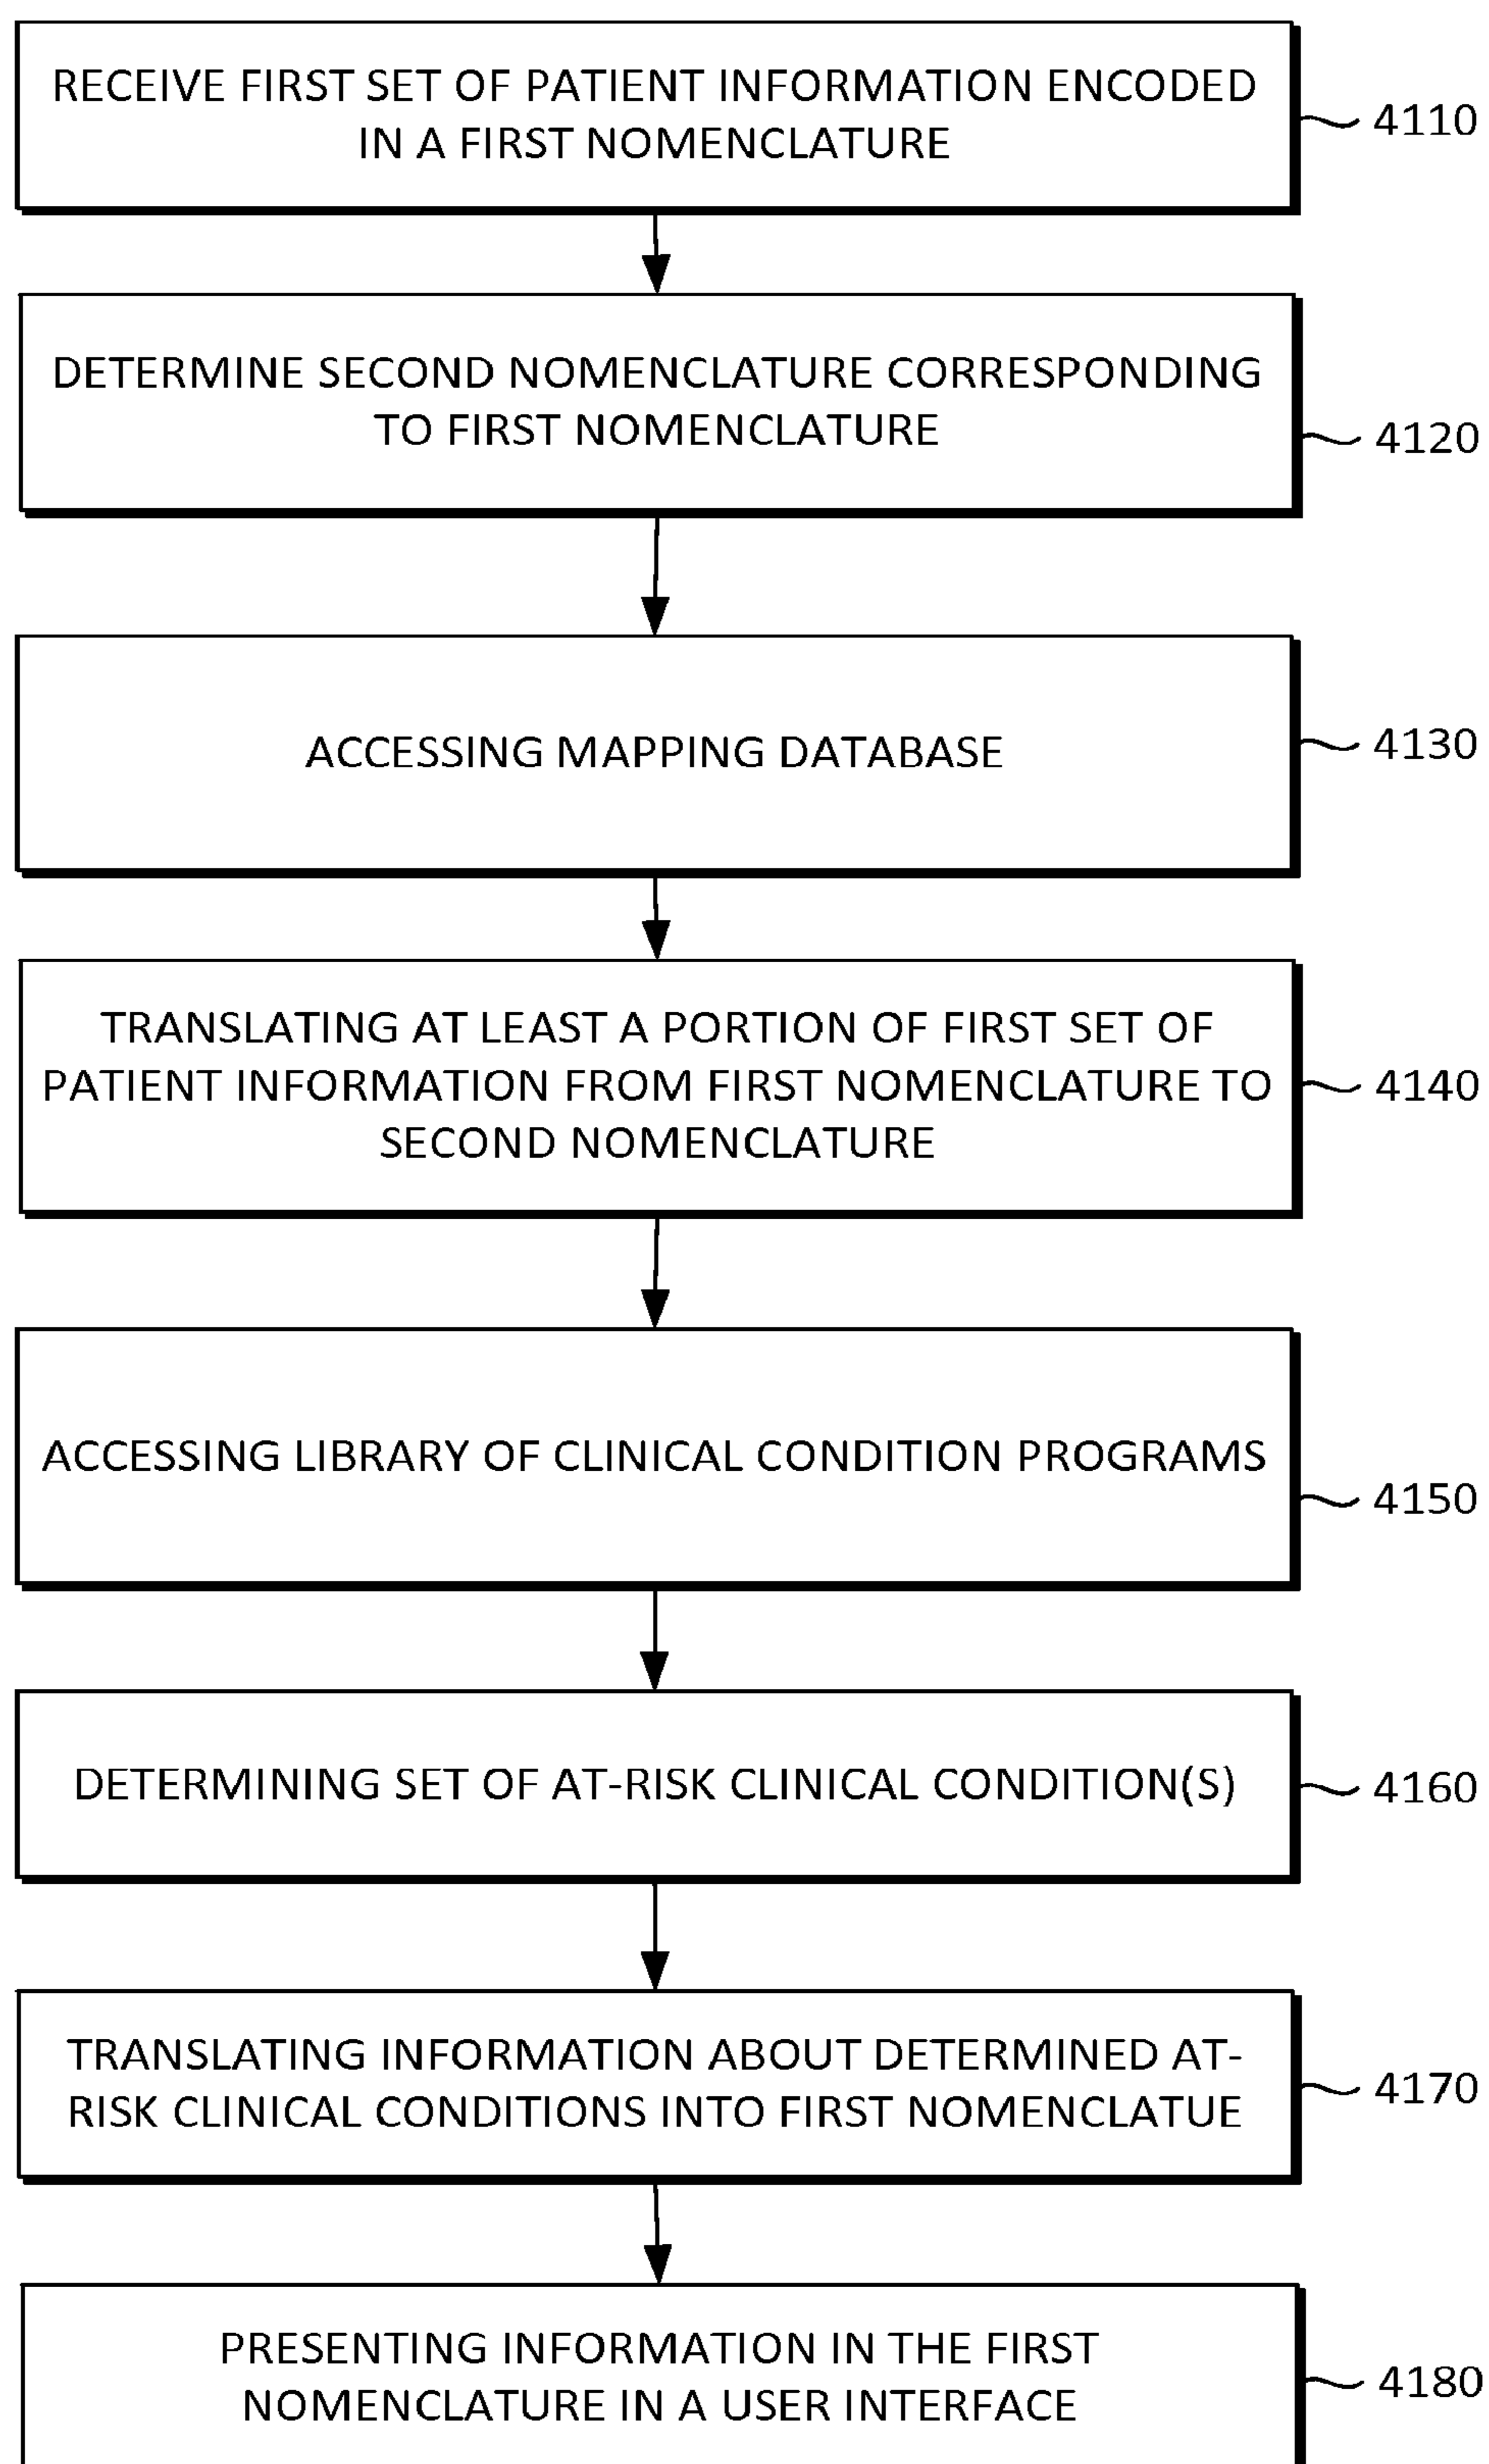 RECEIVE FIRST SET OF PATIENT INFORMATION ENCODED
IN A FIRST NOMENCLATURE
4110
DETERMINE SECOND NOMENCLATURE CORRESPONDING
TO FIRST NOMENCLATURE
4120
ACCESSING MAPPING DATABASE
4130
TRANSLATING AT LEAST A PORTION OF FIRST SET OF
PATIENT INFORMATION FROM FIRST NOMENCLATURE TO
SECOND NOMENCLATURE
4140
ACCESSING LIBRARY OF CLINICAL CONDITION PROGRAMS
4150
DETERMINING SET OF AT-RISK CLINICAL CONDITION(S)
4160
TRANSLATING INFORMATION ABOUT DETERMINED AT-
RISK CLINICAL CONDITIONS INTO FIRST NOMENCLATUE
4170
PRESENTING INFORMATION IN THE FIRST
NOMENCLATURE IN A USER INTERFACE
4180